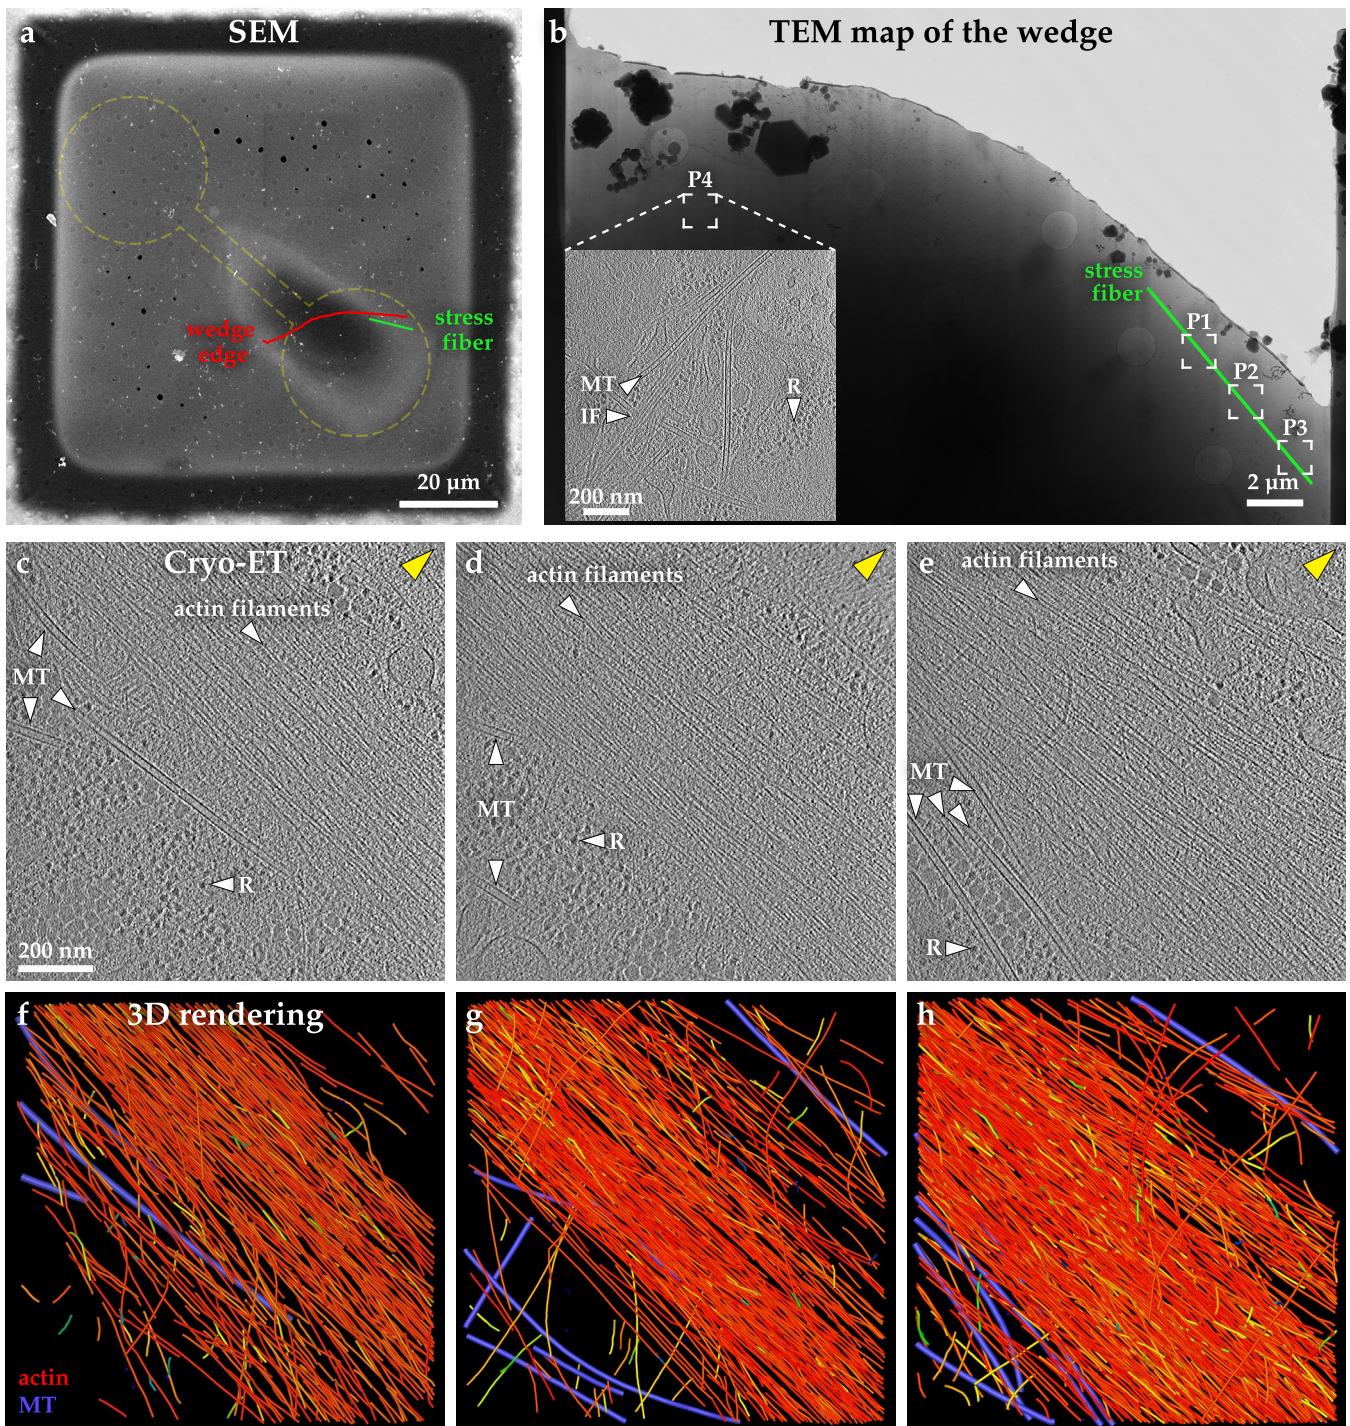 a
SEM
wedge
edge
stress
fiber
20 µm
b
TEM map of the wedge
P4
MT
IF
R
200 nm
stress
fiber
P1
P2
P3
2 µm
c
Cryo-ET
actin filaments
MT
R
200 nm
d
actin filaments
MT
R
e
actin filaments
MT
R
f
3D rendering
actin
MT
g
h